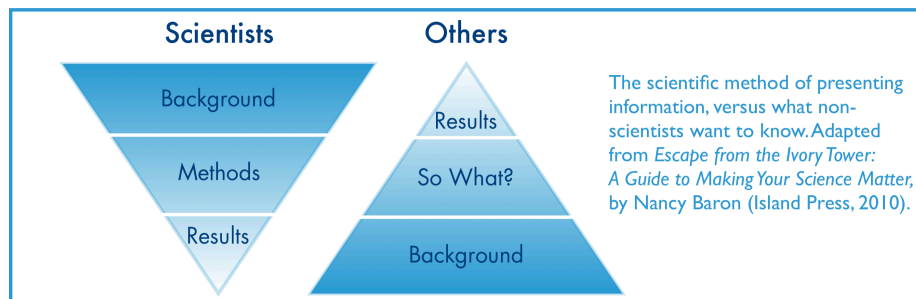 Scientists
Background
Methods
Results
Others
Results
So What?
Background
The scientific method of presenting
information, versus what non-
scientists want to know. Adapted
from Escape from the Ivory Tower:
A Guide to Making Your Science Matter,
by Nancy Baron (Island Press, 2010).